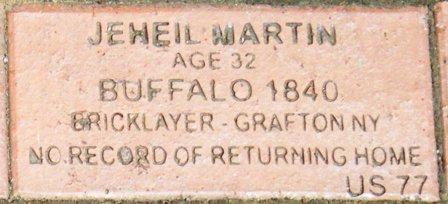 JEHEIL MARTIN
AGE 32
BUFFALO 1840
BRICKLAYER - GRAFTON NY
NO RECORD OF RETURNING HOME
US 77